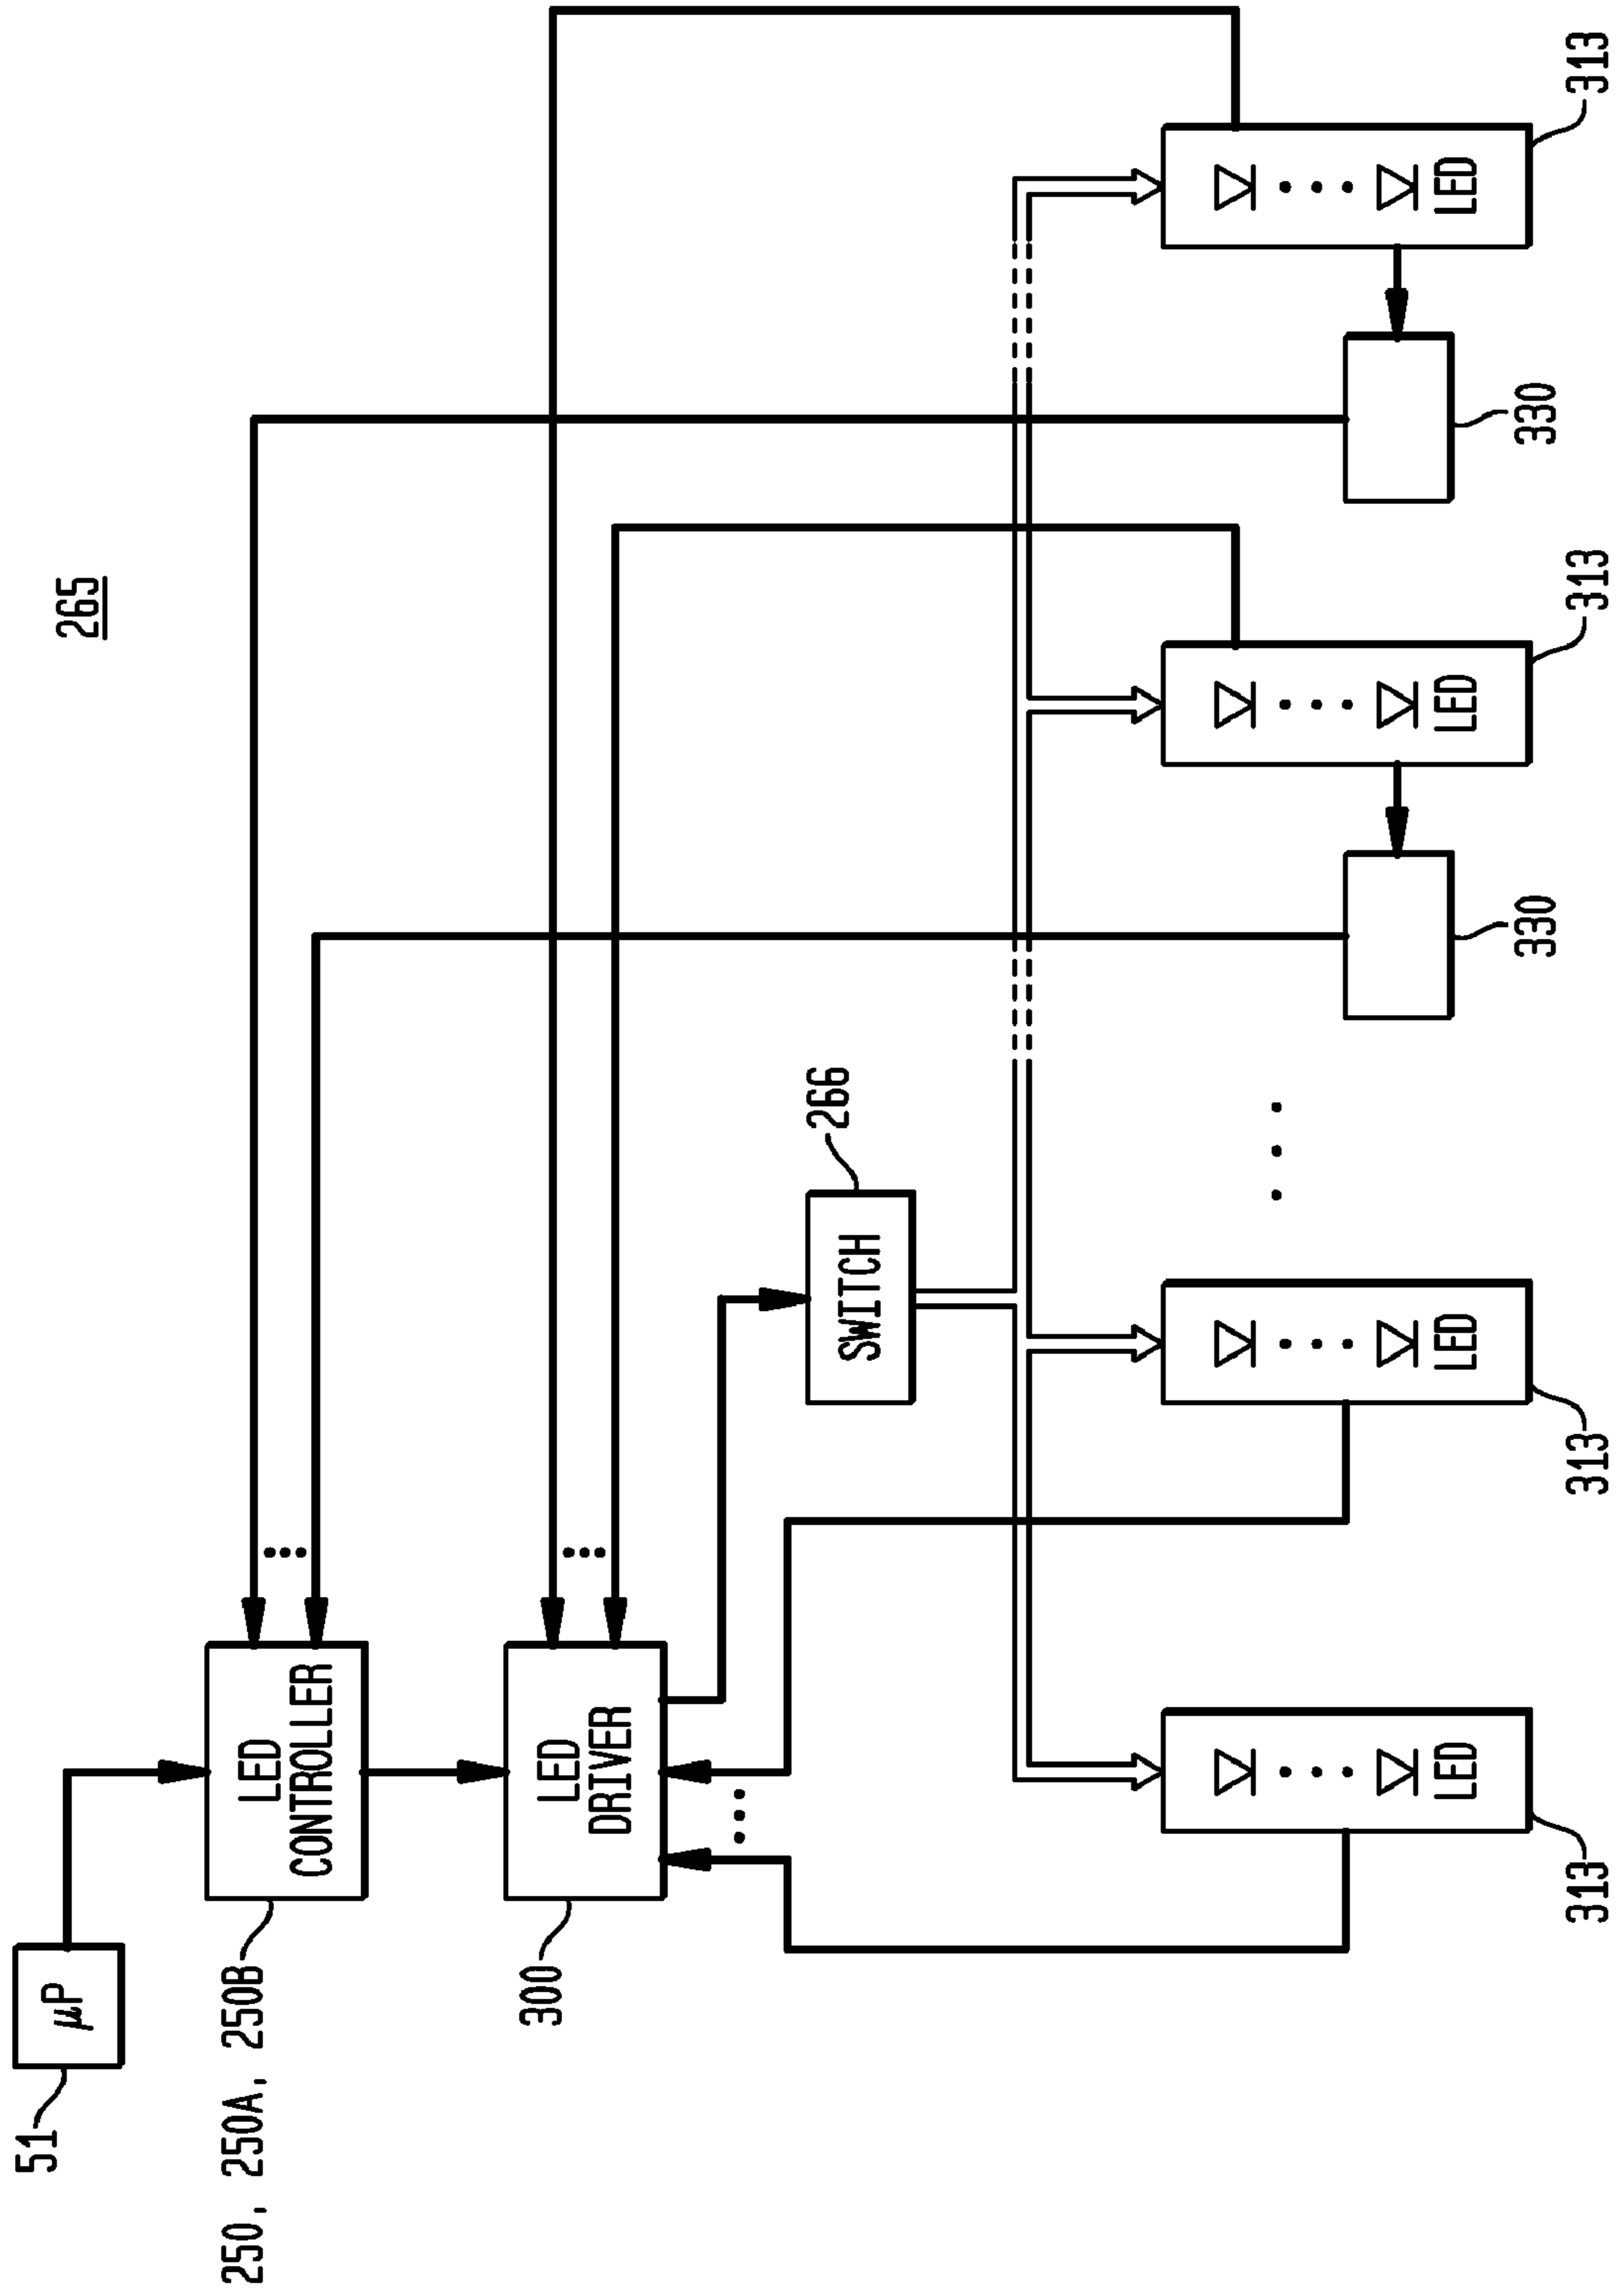 265
51
μP
250, 250A, 250B
LED
CONTROLLER
300
LED
DRIVER
266
SWITCH
LED
313
LED
313
330
LED
313
330
LED
313